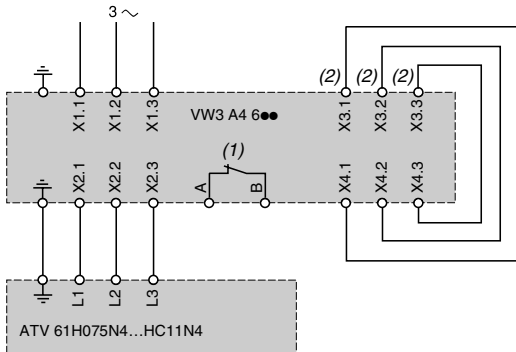 3 ~
(2) (2) (2)
X1.1 X1.2 X1.3 VW3 A4 6●● X3.1 X3.2 X3.3
(1)
X2.1 X2.2 X2.3 A B X4.1 X4.2 X4.3
L1 L2 L3
ATV 61H075N4...HC11N4